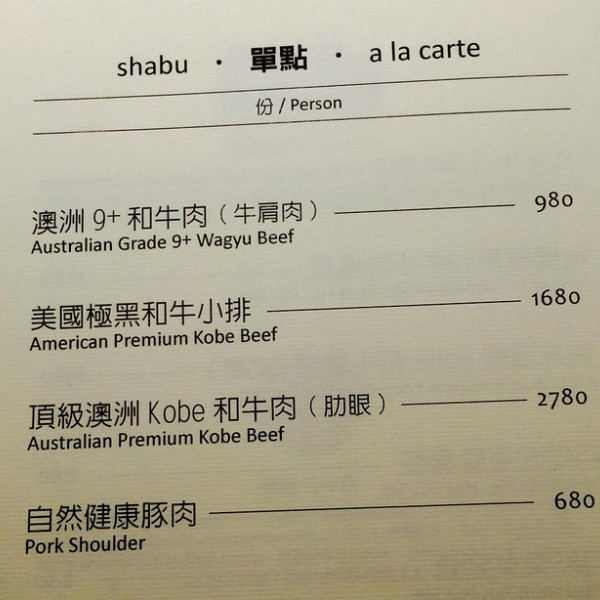 shabu · 單點 · a la carte
份 / Person
澳洲 9+ 和牛肉（牛肩肉） 980
Australian Grade 9+ Wagyu Beef
美國極黑和牛小排 1680
American Premium Kobe Beef
頂級澳洲 Kobe 和牛肉（肋眼） 2780
Australian Premium Kobe Beef
自然健康豚肉 680
Pork Shoulder